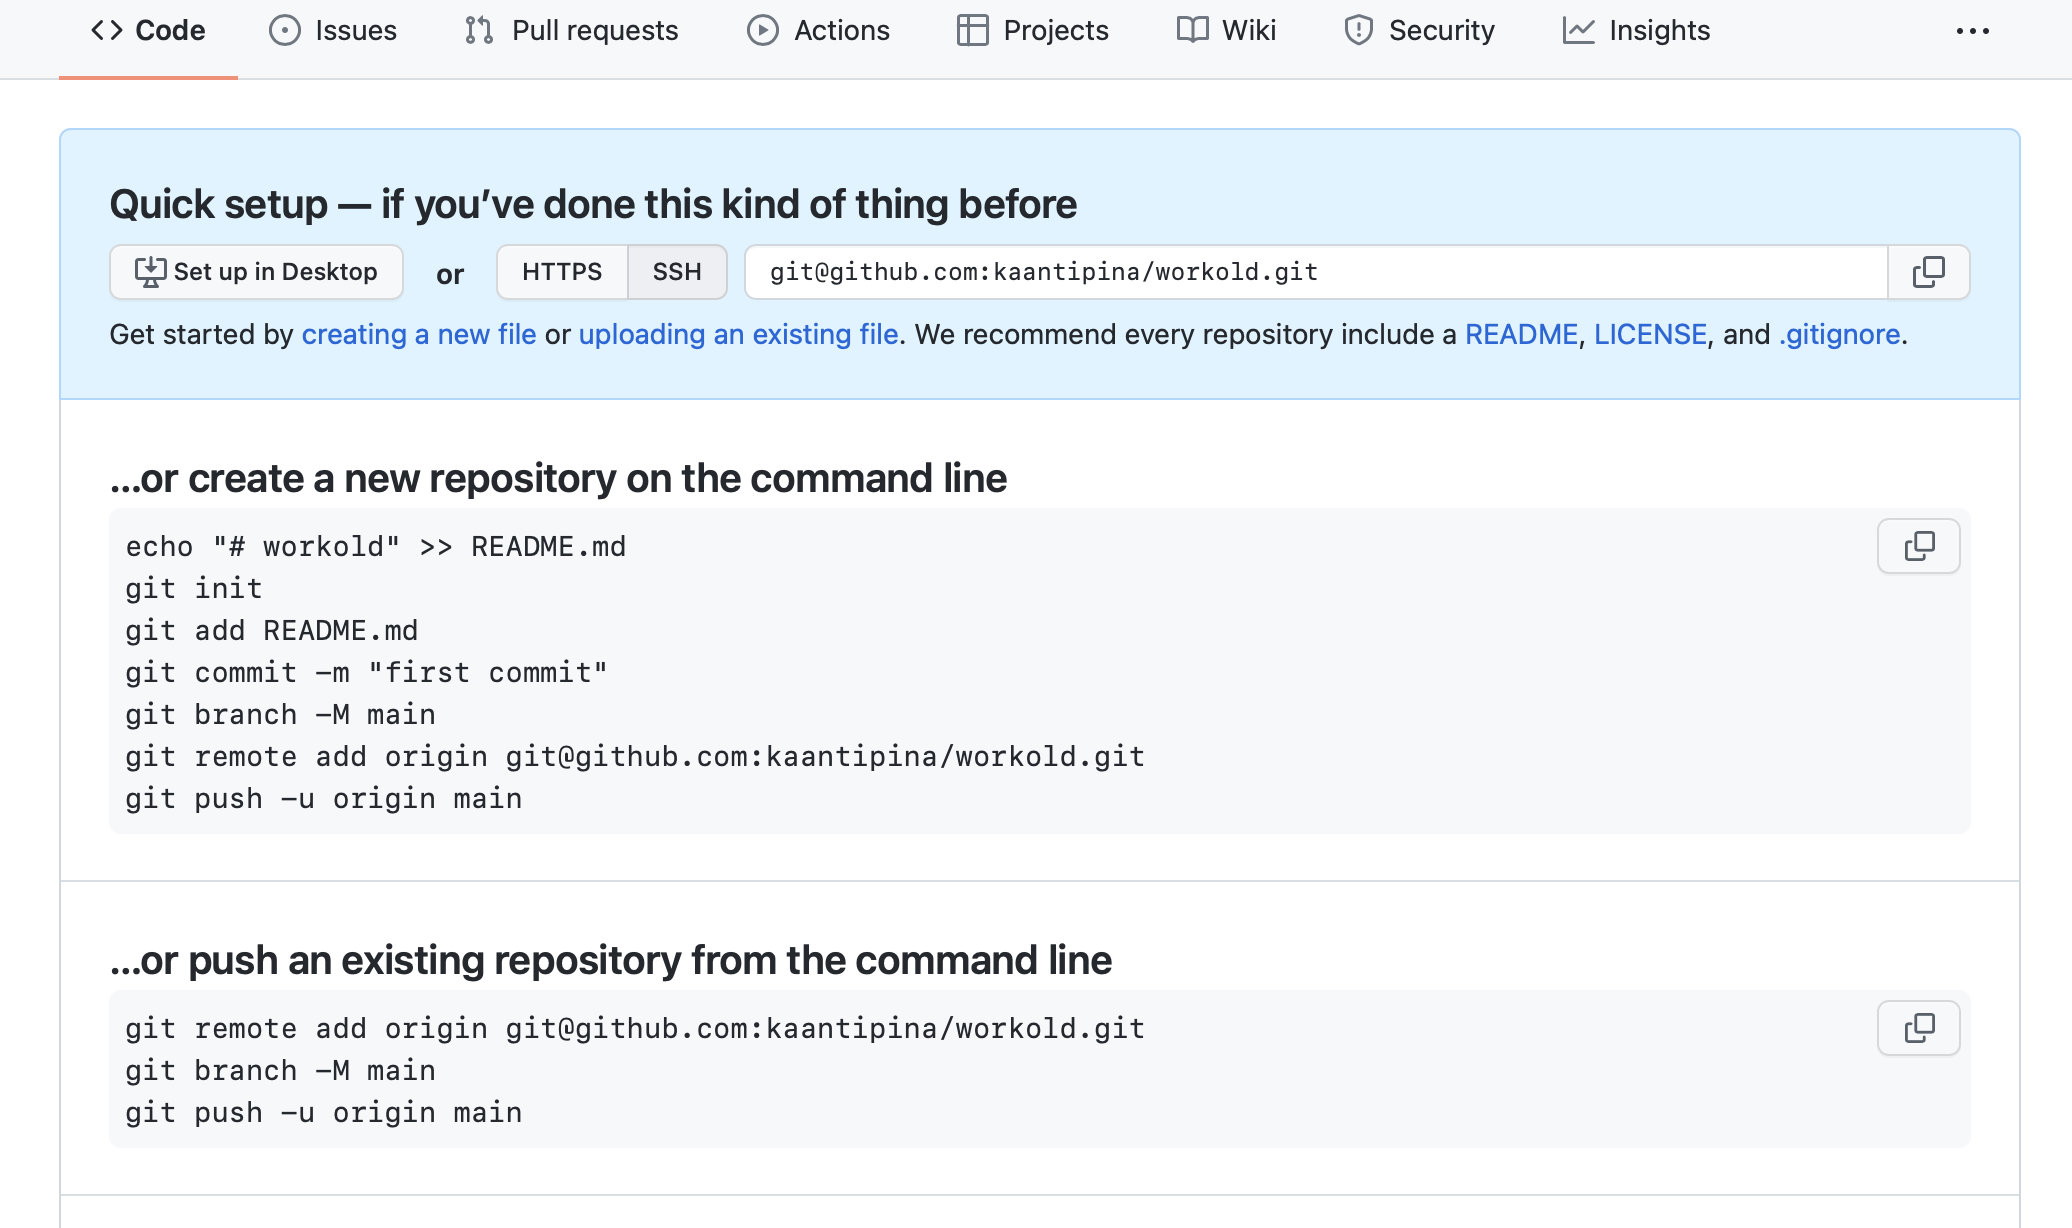 Code Issues Pull requests Actions Projects Wiki Security Insights
Quick setup — if you’ve done this kind of thing before
Set up in Desktop or HTTPS SSH git@github.com:kaantipina/workold.git
Get started by creating a new file or uploading an existing file. We recommend every repository include a README, LICENSE, and .gitignore.
…or create a new repository on the command line
echo "# workold" >> README.md
git init
git add README.md
git commit -m "first commit"
git branch -M main
git remote add origin git@github.com:kaantipina/workold.git
git push -u origin main
…or push an existing repository from the command line
git remote add origin git@github.com:kaantipina/workold.git
git branch -M main
git push -u origin main